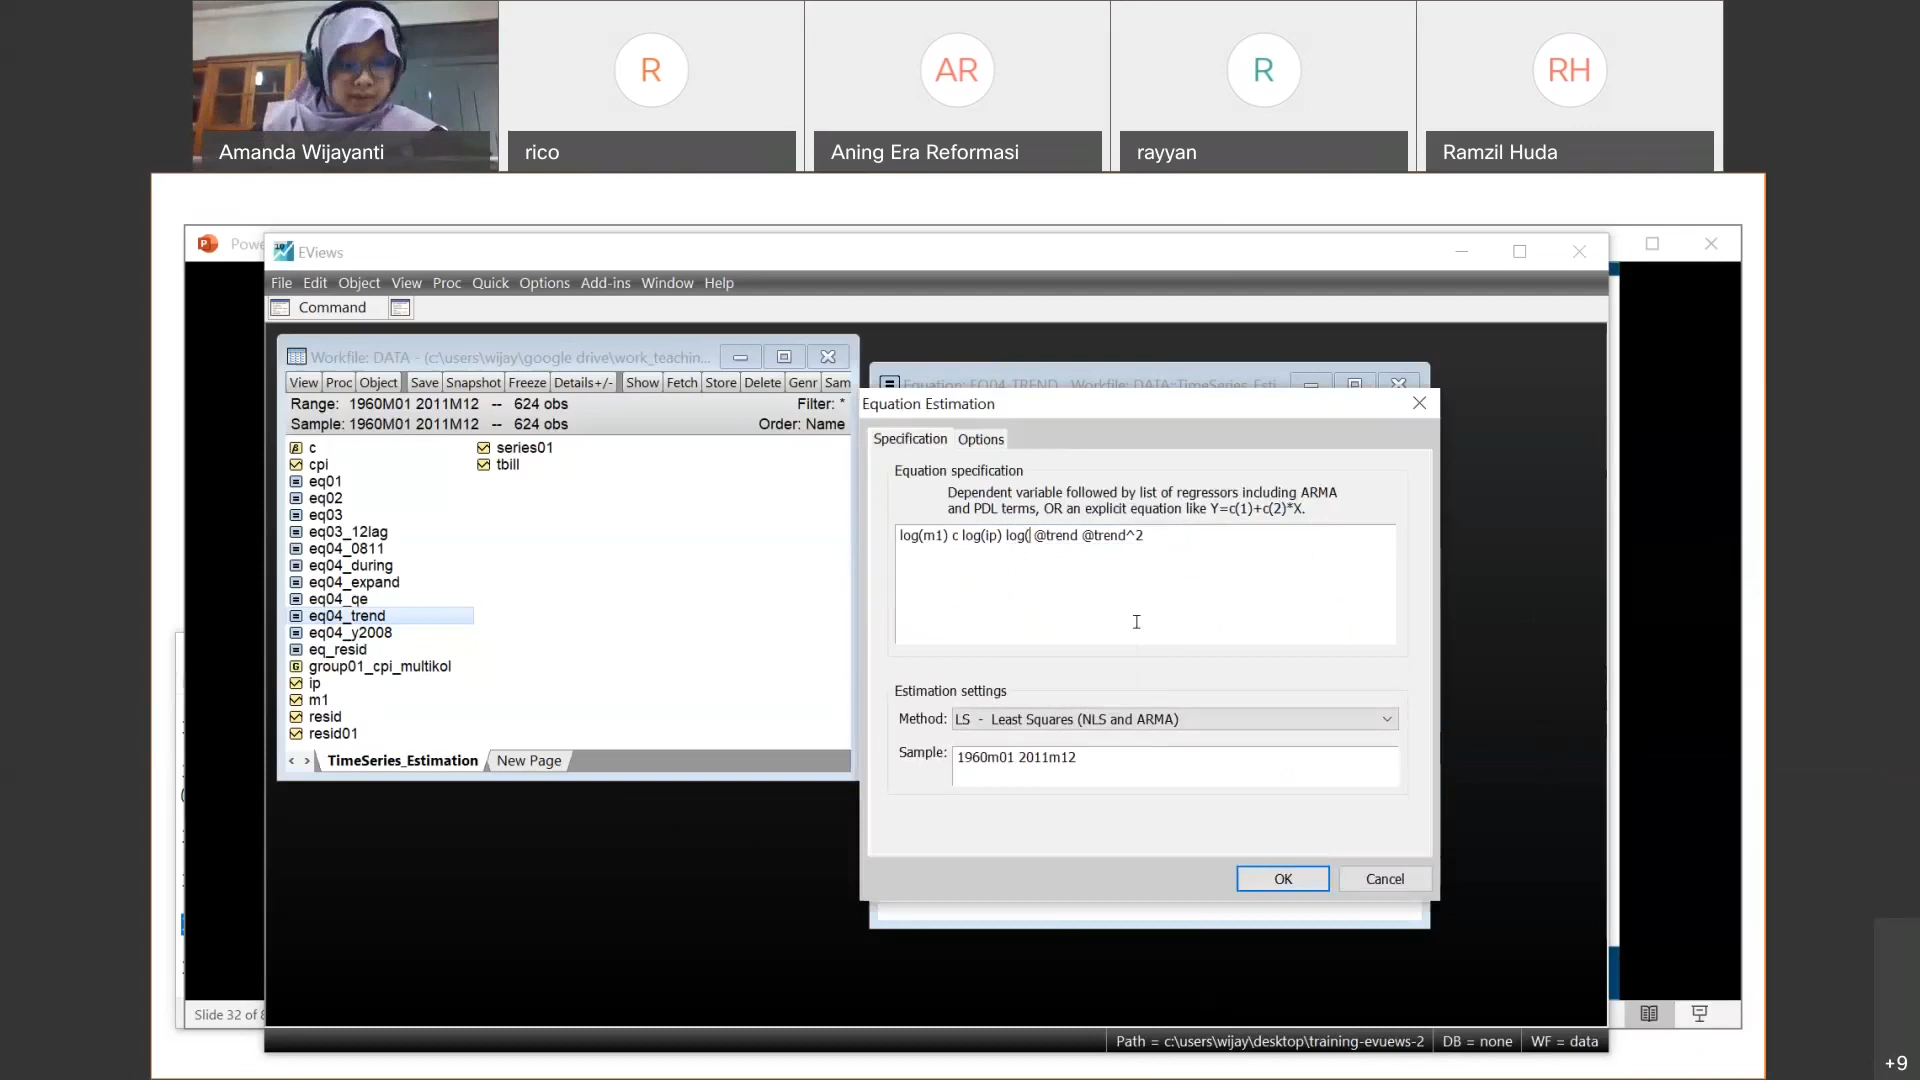 R
AR
R
RH
Amanda Wijayanti
rico
Aning Era Reformasi
rayyan
Ramzil Huda
Powe
EViews
File Edit Object View Proc Quick Options Add-ins Window Help
Command
Workfile: DATA - (c:\users\wijay\google drive\work_teachin...
View Proc Object Save Snapshot Freeze Details+/- Show Fetch Store Delete Genr Sam
Range: 1960M01 2011M12 -- 624 obs
Filter: *
Sample: 1960M01 2011M12 -- 624 obs
Order: Name
c
cpi
eq01
eq02
eq03
eq03_12lag
eq04_0811
eq04_during
eq04_expand
eq04_qe
eq04_trend
eq04_y2008
eq_resid
group01_cpi_multikol
ip
m1
resid
resid01
series01
tbill
TimeSeries_Estimation New Page
Equation: EQ04_TREND Workfile: DATA::TimeSeries_Esti
Equation Estimation
Specification Options
Equation specification
Dependent variable followed by list of regressors including ARMA
and PDL terms, OR an explicit equation like Y=c(1)+c(2)*X.
log(m1) c log(ip) log( @trend @trend^2
Estimation settings
Method: LS - Least Squares (NLS and ARMA)
Sample: 1960m01 2011m12
OK
Cancel
Slide 32 of 8
Path = c:\users\wijay\desktop\training-evuews-2 DB = none WF = data
+9